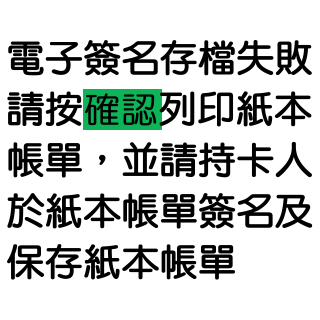 電子簽名存檔失敗
請按確認列印紙本
帳單，並請持卡人
於紙本帳單簽名及
保存紙本帳單